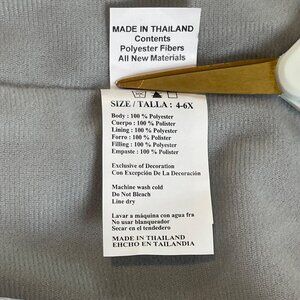 MADE IN THAILAND
Contents
Polyester Fibers
All New Materials
SIZE / TALLA : 4-6X
Body : 100 % Polyester
Cuerpo : 100 % Polister
Lining : 100 % Polyester
Forro : 100 % Polister
Filling : 100 % Polyester
Empaste : 100 % Polister
Exclusive of Decoration
Con Excepción De La Decoración
Machine wash cold
Do Not Bleach
Line dry
Lavar a máquina con agua fra
No usar blanqueador
Secar en el tendedero
MADE IN THAILAND
EHCHO EN TAILANDIA